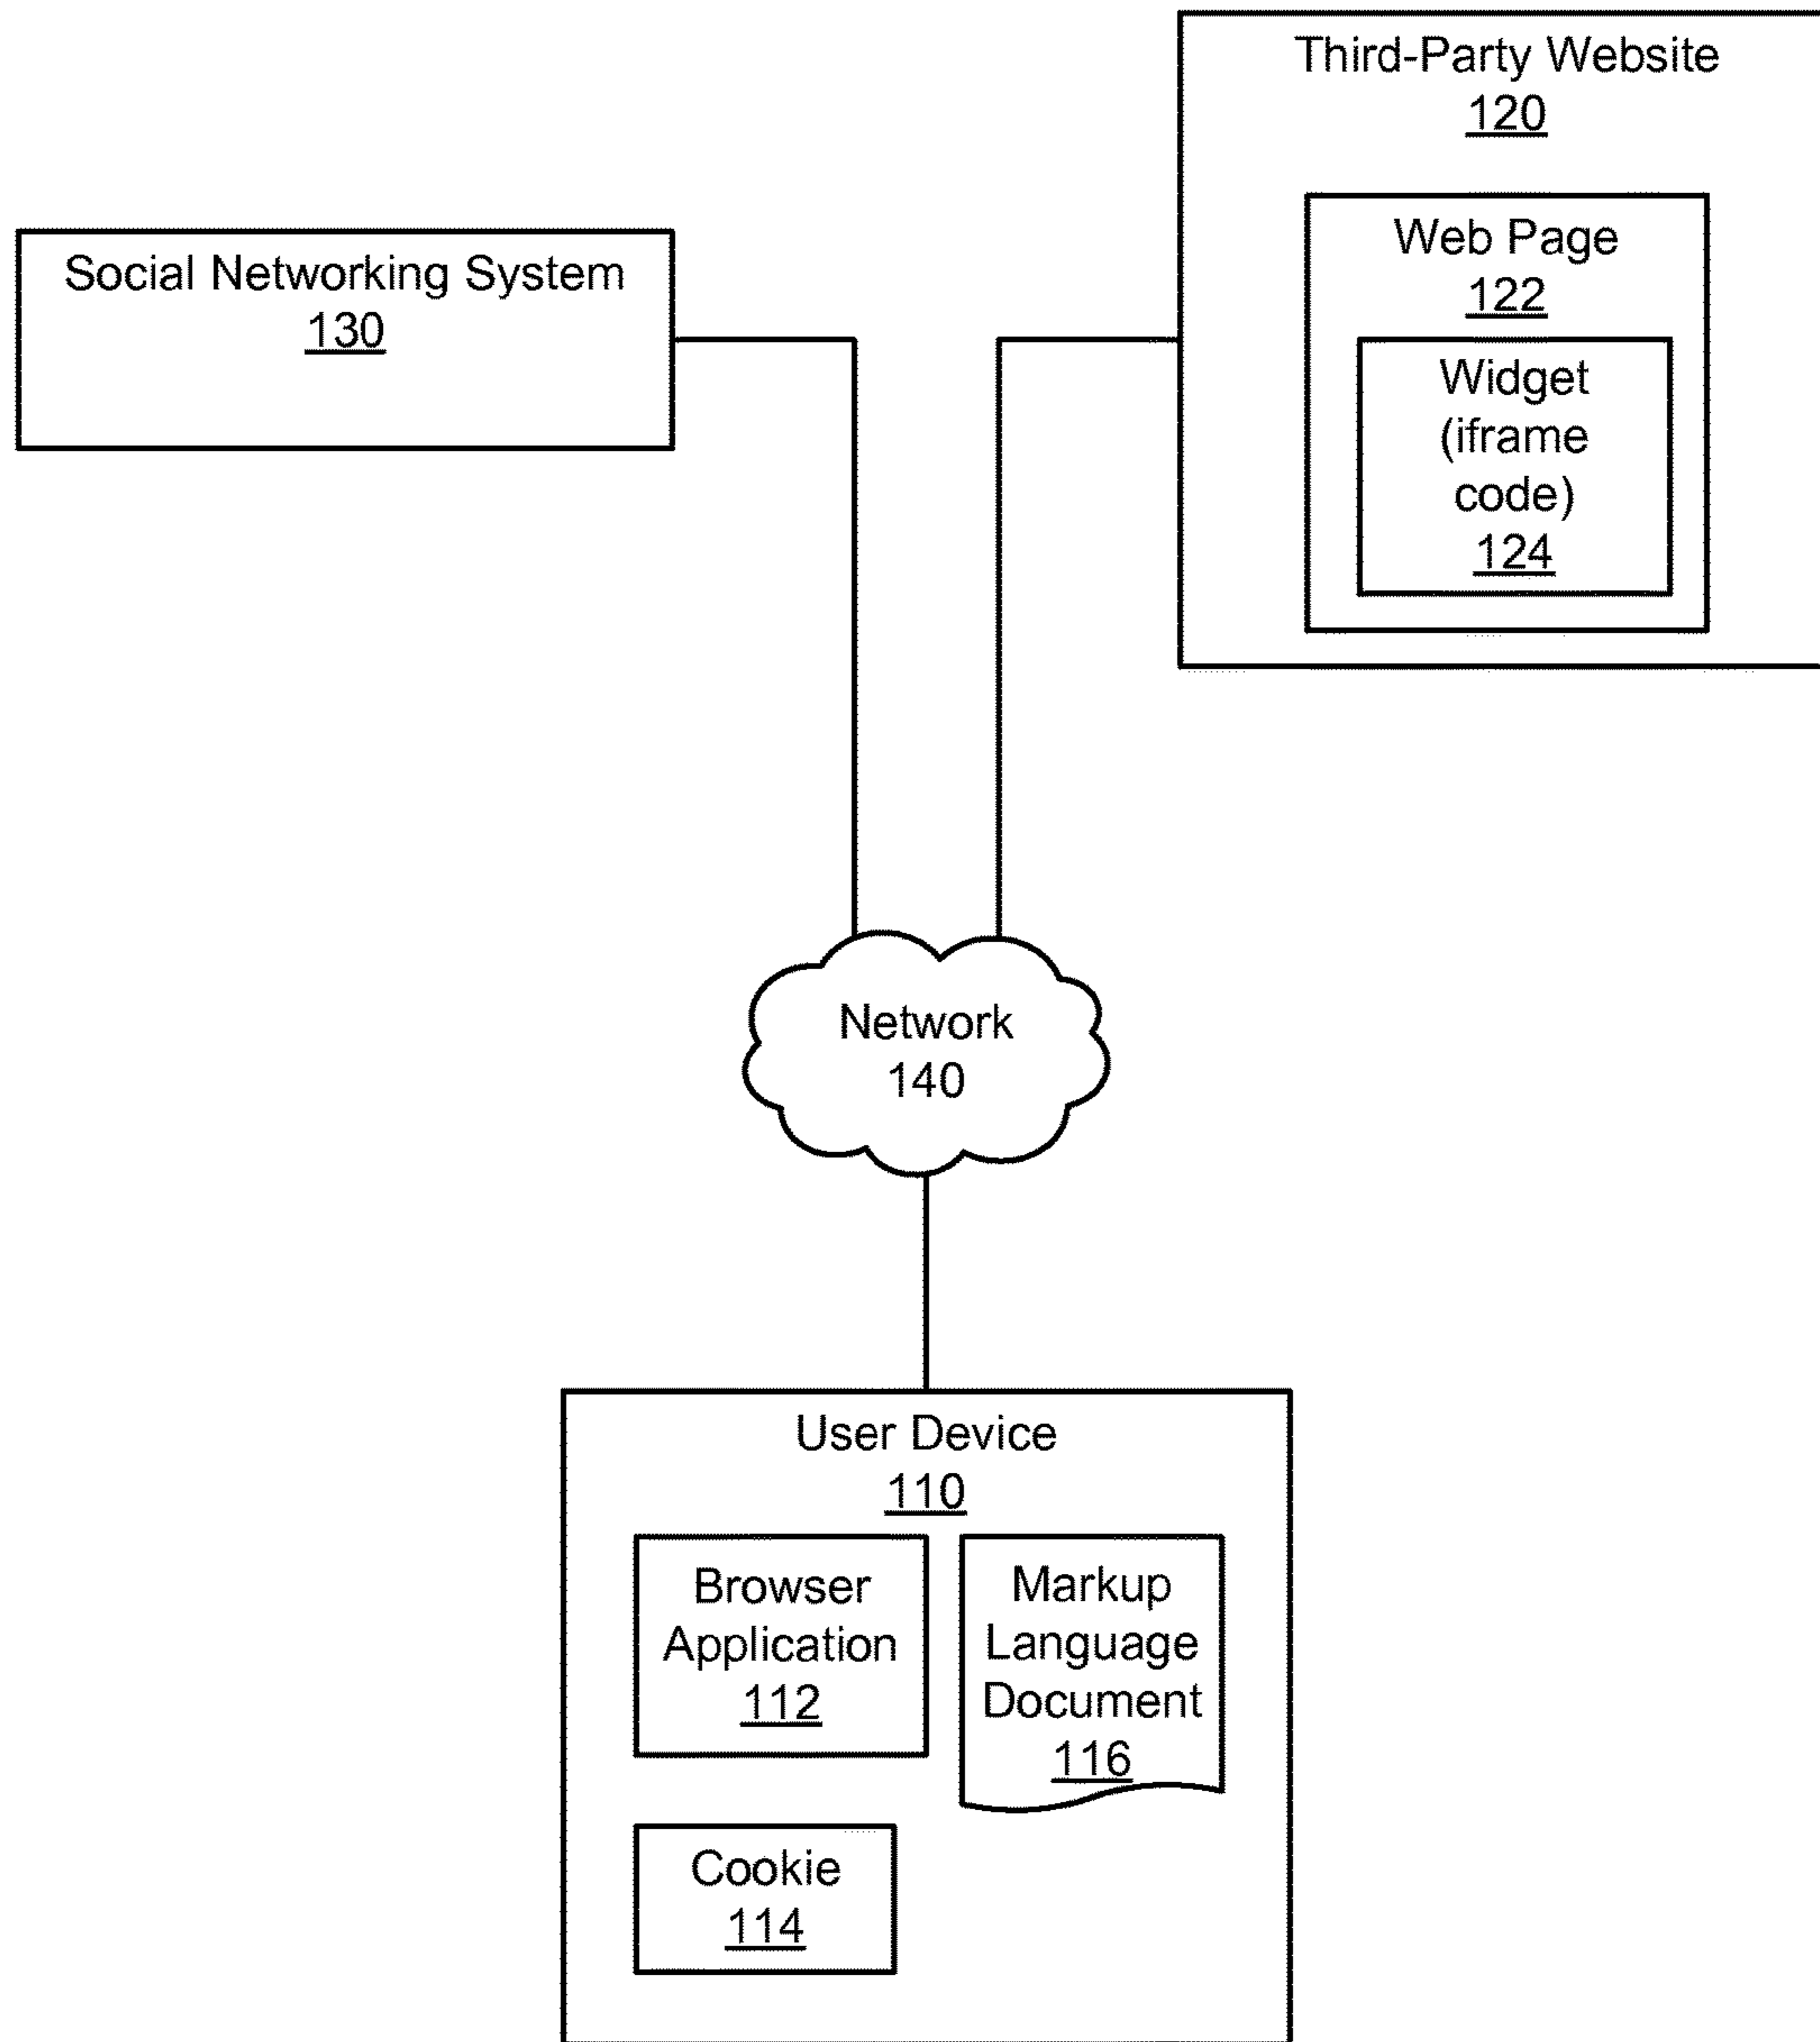 Third-Party Website
120
Web Page
122
Widget
(iframe
code)
124
Social Networking System
130
Network
140
User Device
110
Browser
Application
112
Markup
Language
Document
116
Cookie
114